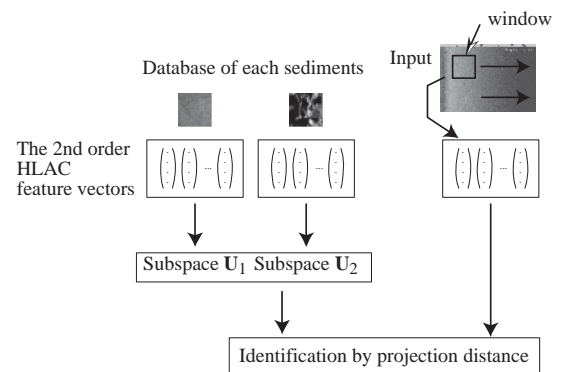 window
Input
Database of each sediments
The 2nd order
HLAC
feature vectors
... ... ...
Subspace U1 Subspace U2
Identification by projection distance